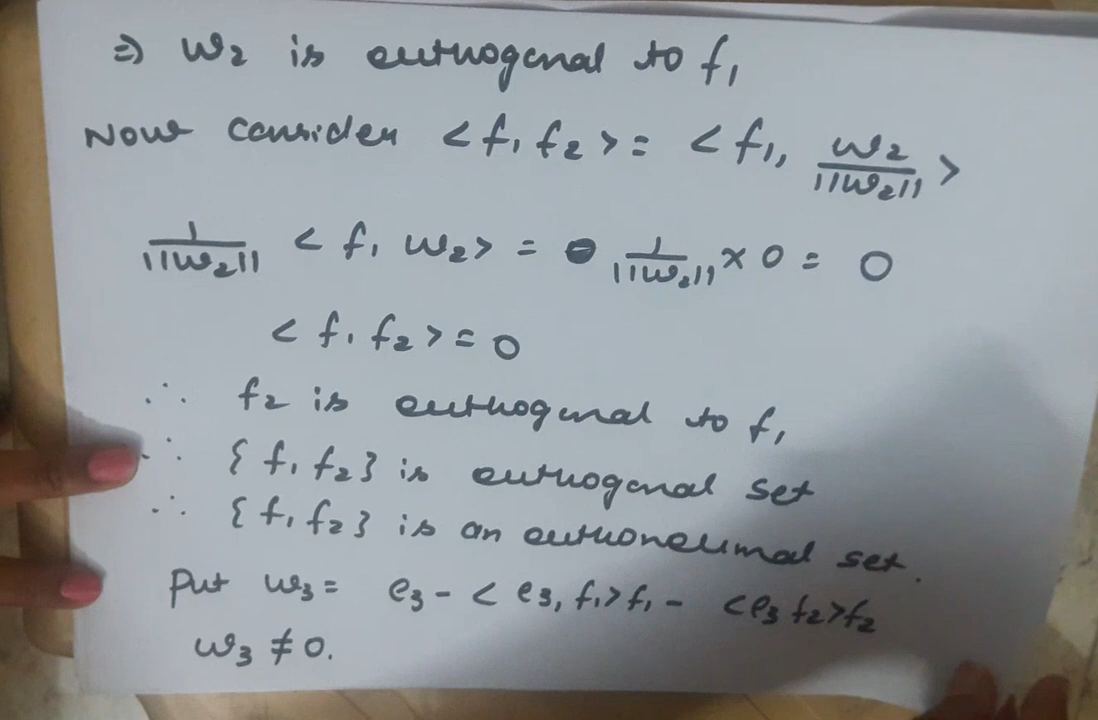 ⇒ w₂ is orthogonal to f₁
Now consider <f₁ f₂> = <f₁, w₂/||w₂||>
1/||w₂|| <f₁ w₂> = 1/||w₂|| × 0 = 0
<f₁ f₂> = 0
∴ f₂ is orthogonal to f₁
∴ {f₁ f₂} is orthogonal set
∴ {f₁ f₂} is an orthonormal set.
Put w₃ = e₃ - <e₃, f₁>f₁ - <e₃ f₂>f₂
w₃ ≠ 0.